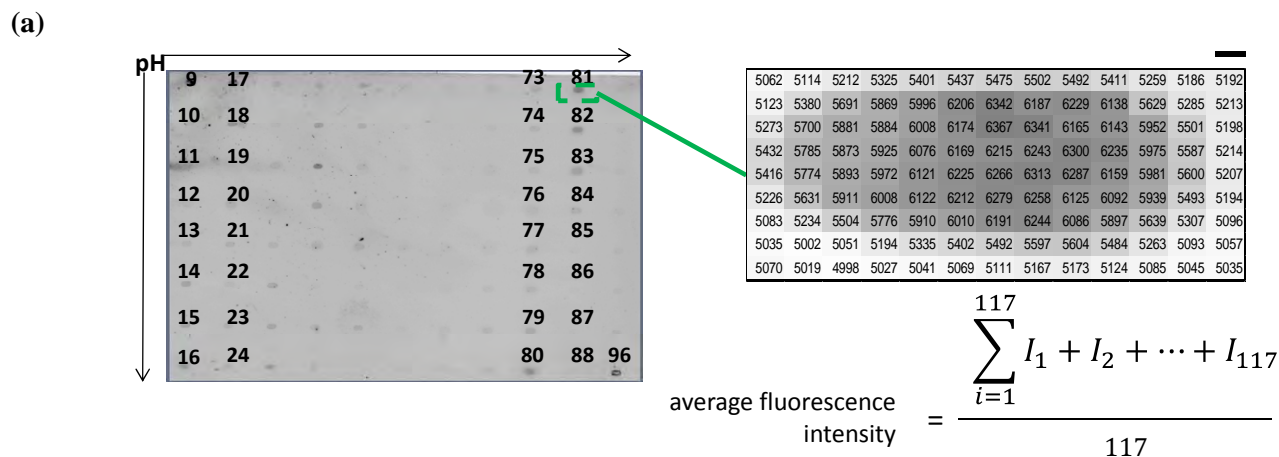 (a)
pH
9 17 73 81
10 18 74 82
11 19 75 83
12 20 76 84
13 21 77 85
14 22 78 86
15 23 79 87
16 24 80 88 96
5062 5114 5212 5325 5401 5437 5475 5502 5492 5411 5259 5186 5192
5123 5380 5691 5869 5996 6206 6342 6187 6229 6138 5629 5285 5213
5273 5700 5881 5884 6008 6174 6367 6341 6165 6143 5952 5501 5198
5432 5785 5873 5925 6076 6169 6215 6243 6300 6235 5975 5587 5214
5416 5774 5893 5972 6121 6225 6266 6313 6287 6159 5981 5600 5207
5226 5631 5911 6008 6122 6212 6279 6258 6125 6092 5939 5493 5194
5083 5234 5504 5776 5910 6010 6191 6244 6086 5897 5639 5307 5096
5035 5002 5051 5194 5335 5402 5492 5597 5604 5484 5263 5093 5057
5070 5019 4998 5027 5041 5069 5111 5167 5173 5124 5085 5045 5035
117
∑ I₁ + I₂ + ⋯ + I₁₁₇
i=1
average fluorescence
intensity =
117